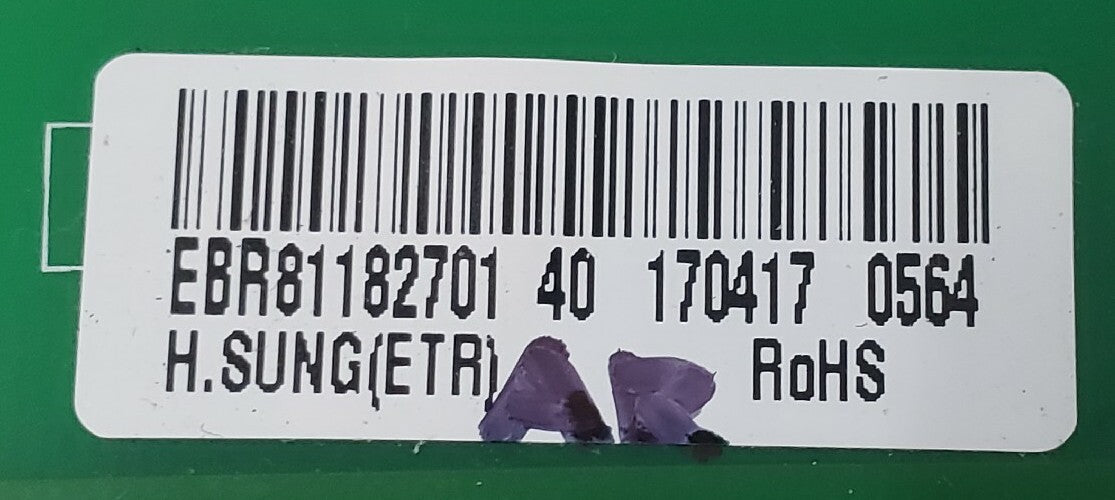 EBR81182701 40 170417 0564
H.SUNG(ETR) RoHS